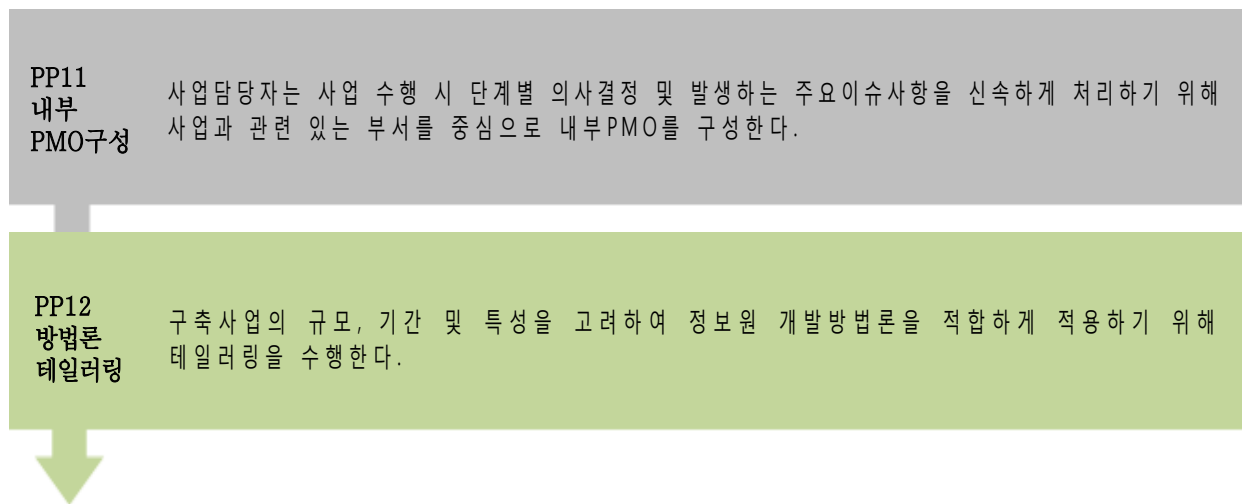 PP11
내부
PMO구성
사업담당자는 사업 수행 시 단계별 의사결정 및 발생하는 주요이슈사항을 신속하게 처리하기 위해
사업과 관련 있는 부서를 중심으로 내부PMO를 구성한다.
PP12
방법론
테일러링
구축사업의 규모, 기간 및 특성을 고려하여 정보원 개발방법론을 적합하게 적용하기 위해
테일러링을 수행한다.